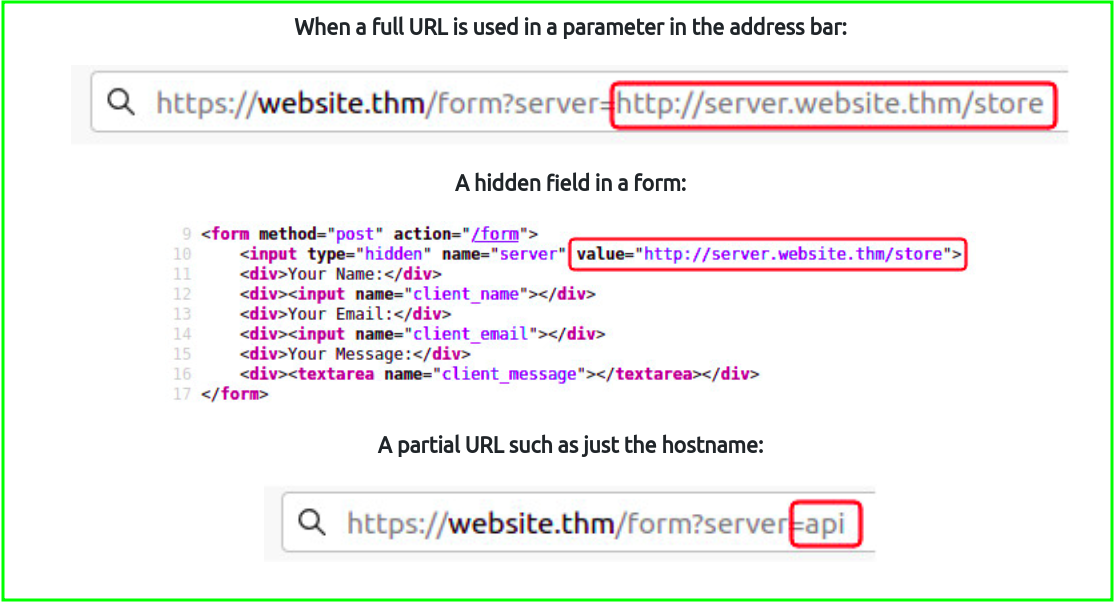 When a full URL is used in a parameter in the address bar:
https://website.thm/form?server=http://server.website.thm/store
A hidden field in a form:
9 <form method="post" action="/form">
10     <input type="hidden" name="server" value="http://server.website.thm/store">
11     <div>Your Name:</div>
12     <div><input name="client_name"></div>
13     <div>Your Email:</div>
14     <div><input name="client_email"></div>
15     <div>Your Message:</div>
16     <div><textarea name="client_message"></textarea></div>
17 </form>
A partial URL such as just the hostname:
https://website.thm/form?server=api